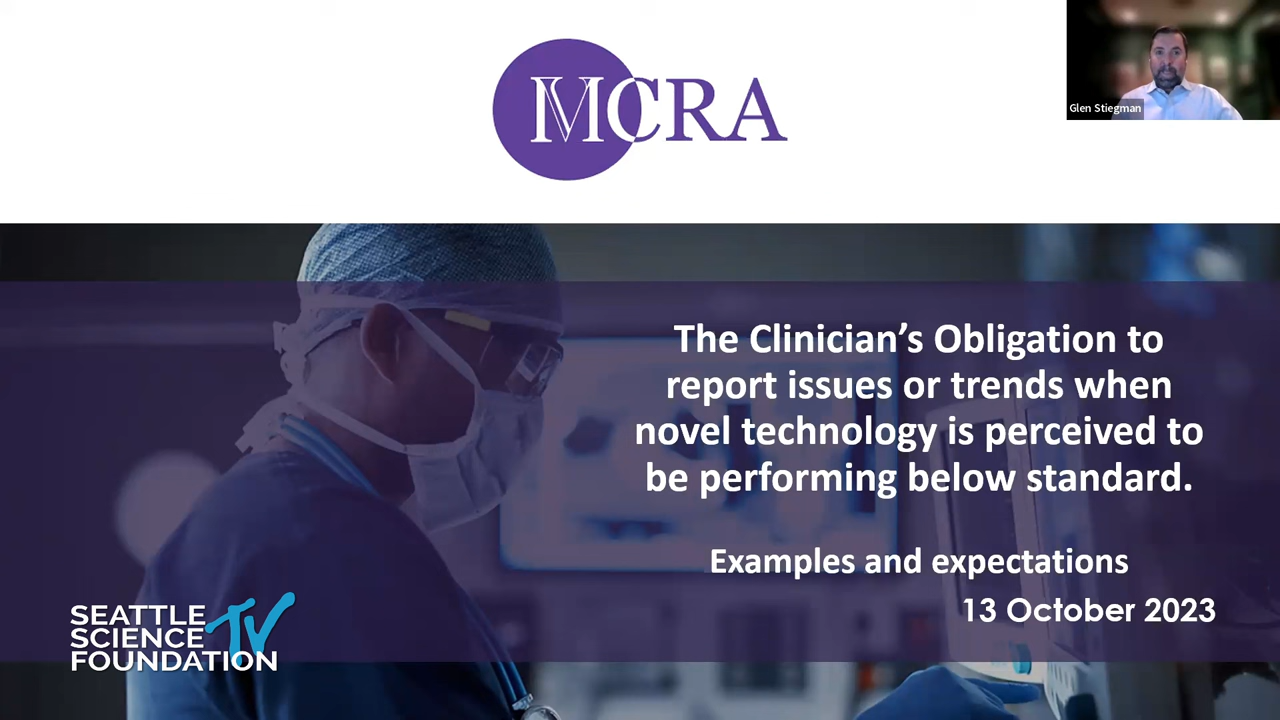 MCRA
Glen Stiegman
The Clinician’s Obligation to
report issues or trends when
novel technology is perceived to
be performing below standard.
Examples and expectations
13 October 2023
SEATTLE
SCIENCE
FOUNDATION
TV